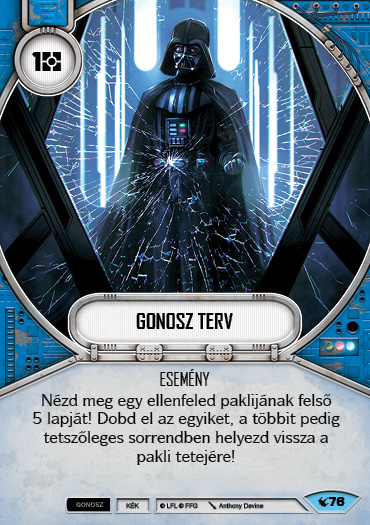 1
GONOSZ TERV
ESEMÉNY
Nézd meg egy ellenfeled paklijának felső
5 lapját! Dobd el az egyiket, a többit pedig
tetszőleges sorrendben helyezd vissza a
pakli tetejére!
GONOSZ KÉK © LFL © FFG Anthony Devine 76